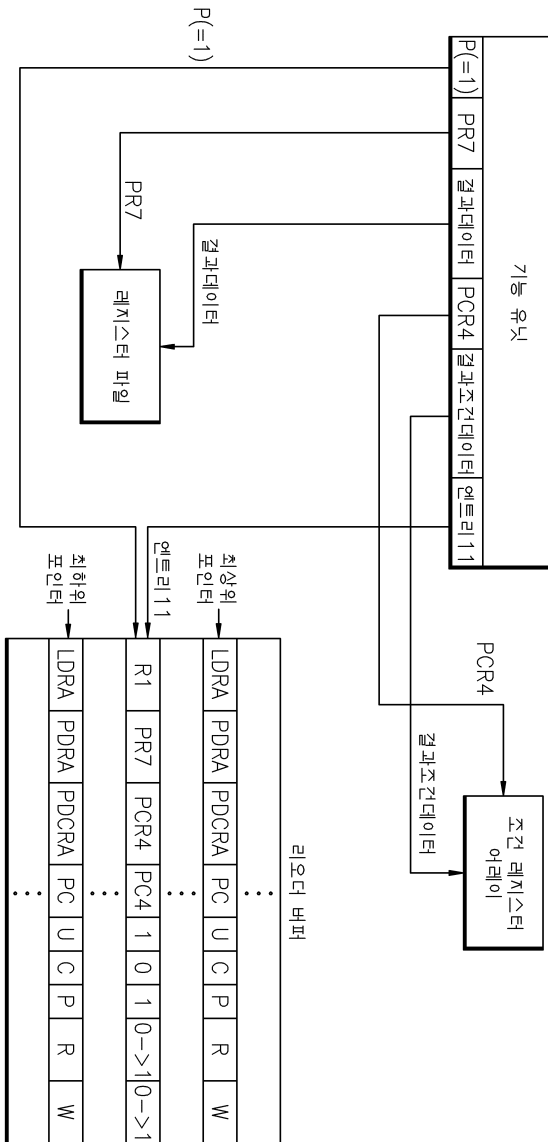 기능 유닛
P(=1) PR7 결과데이터 PCR4 결과조건데이터 엔트리11
P(=1)
PR7
결과데이터
레지스터 파일
PCR4
결과조건데이터
조건 레지스터
어레이
리오더 버퍼
최상위
포인터
엔트리11
최하위
포인터
... ... ...
LDRA PDRA PDCRA PC U C P R W
... ... ...
R1 PR7 PCR4 PC4 1 0 1 0->1 0->1
... ... ...
LDRA PDRA PDCRA PC U C P R W
... ... ...